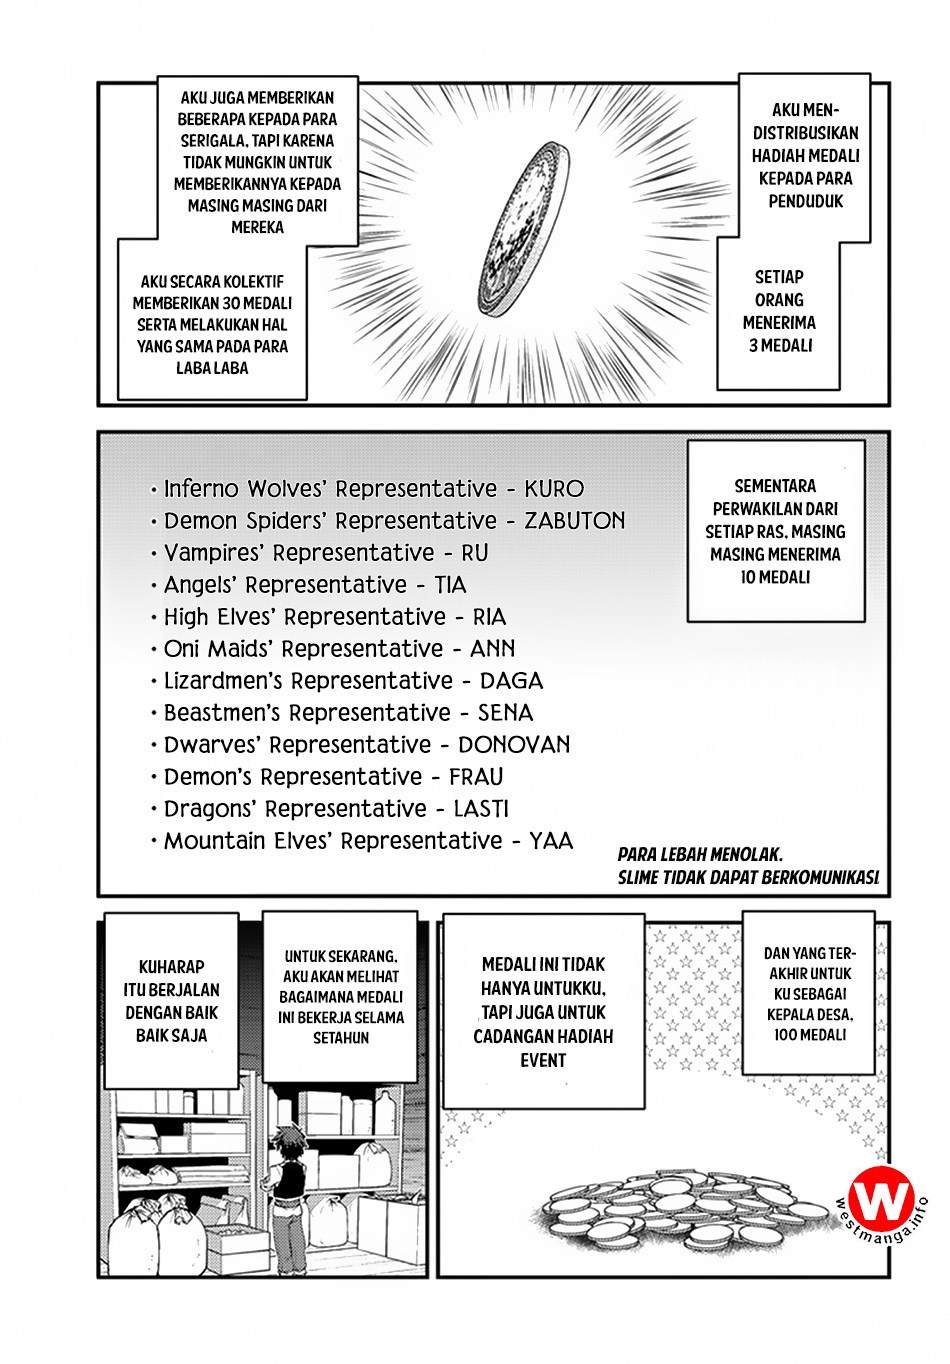 AKU MEN-
DISTRIBUSIKAN
HADIAH MEDALI
KEPADA PARA
PENDUDUK
SETIAP
ORANG
MENERIMA
3 MEDALI
AKU JUGA MEMBERIKAN
BEBERAPA KEPADA PARA
SERIGALA, TAPI KARENA
TIDAK MUNGKIN UNTUK
MEMBERIKANNYA KEPADA
MASING MASING DARI
MEREKA
AKU SECARA KOLEKTIF
MEMBERIKAN 30 MEDALI
SERTA MELAKUKAN HAL
YANG SAMA PADA PARA
LABA LABA
SEMENTARA
PERWAKILAN DARI
SETIAP RAS, MASING
MASING MENERIMA
10 MEDALI
• Inferno Wolves' Representative - KURO
• Demon Spiders' Representative - ZABUTON
• Vampires' Representative - RU
• Angels' Representative - TIA
• High Elves' Representative - RIA
• Oni Maids' Representative - ANN
• Lizardmen's Representative - DAGA
• Beastmen's Representative - SENA
• Dwarves' Representative - DONOVAN
• Demon's Representative - FRAU
• Dragons' Representative - LASTI
• Mountain Elves' Representative - YAA
PARA LEBAH MENOLAK.
SLIME TIDAK DAPAT BERKOMUNIKASI.
DAN YANG TER-
AKHIR UNTUK
KU SEBAGAI
KEPALA DESA,
100 MEDALI
MEDALI INI TIDAK
HANYA UNTUKKU,
TAPI JUGA UNTUK
CADANGAN HADIAH
EVENT
UNTUK SEKARANG,
AKU AKAN MELIHAT
BAGAIMANA MEDALI
INI BEKERJA SELAMA
SETAHUN
KUHARAP
ITU BERJALAN
DENGAN BAIK
BAIK SAJA
W
westmanga.info